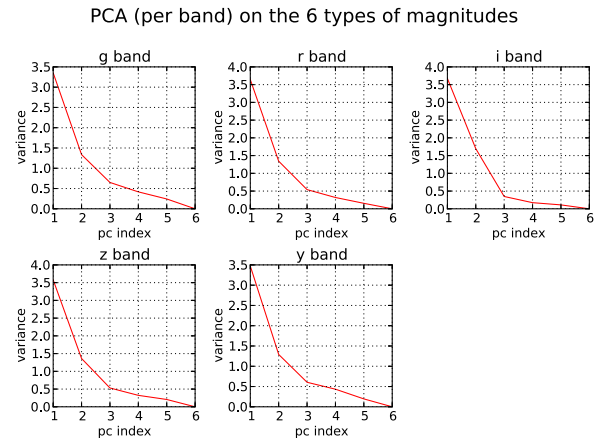 PCA (per band) on the 6 types of magnitudes
g band
3.5
3.0
2.5
2.0
1.5
1.0
0.5
0.0
variance
1 2 3 4 5 6
pc index
r band
4.0
3.5
3.0
2.5
2.0
1.5
1.0
0.5
0.0
variance
1 2 3 4 5 6
pc index
i band
4.0
3.5
3.0
2.5
2.0
1.5
1.0
0.5
0.0
variance
1 2 3 4 5 6
pc index
z band
4.0
3.5
3.0
2.5
2.0
1.5
1.0
0.5
0.0
variance
1 2 3 4 5 6
pc index
y band
3.5
3.0
2.5
2.0
1.5
1.0
0.5
0.0
variance
1 2 3 4 5 6
pc index